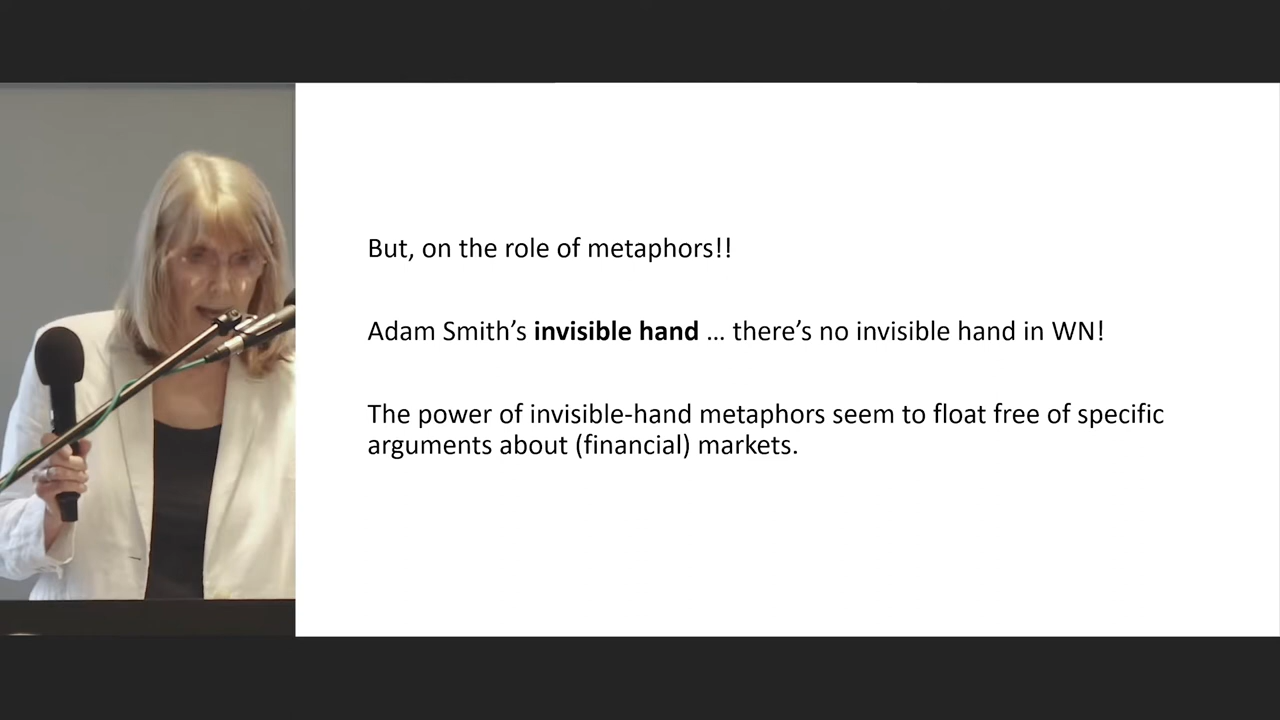 But, on the role of metaphors!!
Adam Smith’s invisible hand … there’s no invisible hand in WN!
The power of invisible-hand metaphors seem to float free of specific
arguments about (financial) markets.